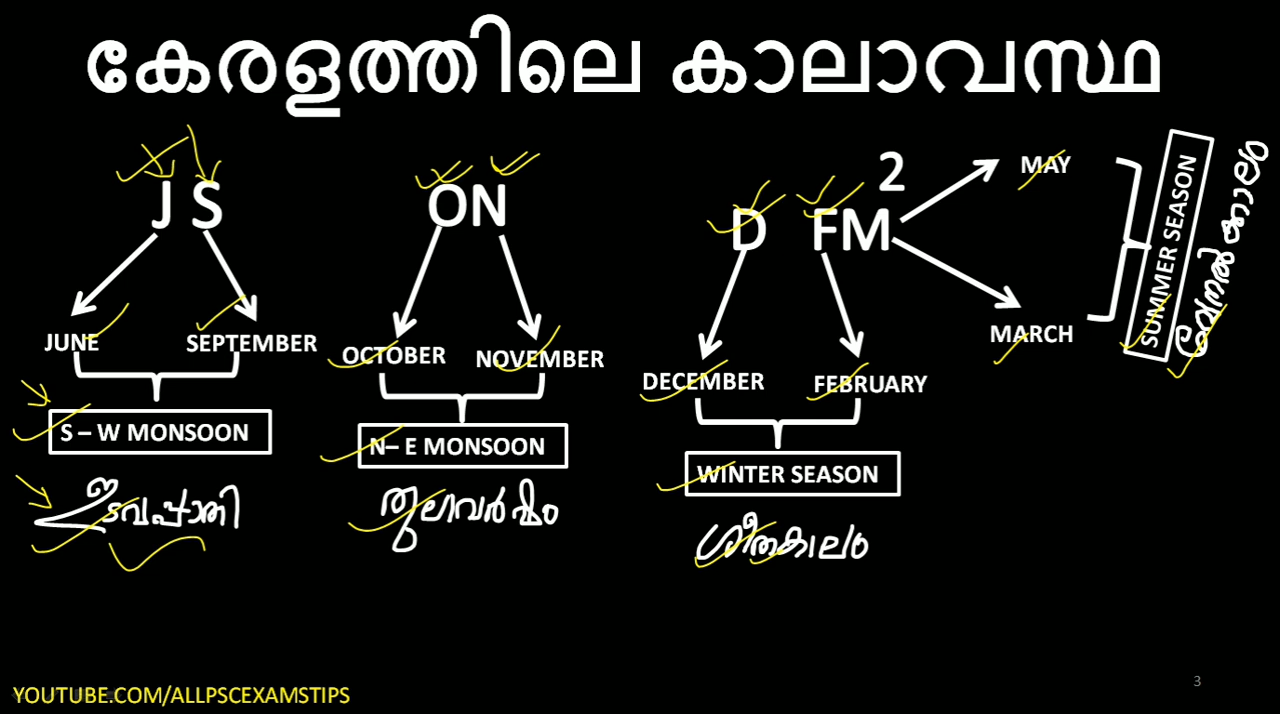 കേരളത്തിലെ കാലാവസ്ഥ
J S
ON
D FM
2
JUNE
SEPTEMBER
S – W MONSOON
ഇടവപ്പാതി
OCTOBER
NOVEMBER
N– E MONSOON
തുലാവർഷം
DECEMBER
FEBRUARY
WINTER SEASON
ശീതകാലം
MAY
MARCH
SUMMER SEASON
വേനൽക്കാലം
YOUTUBE.COM/ALLPSCEXAMSTIPS
3